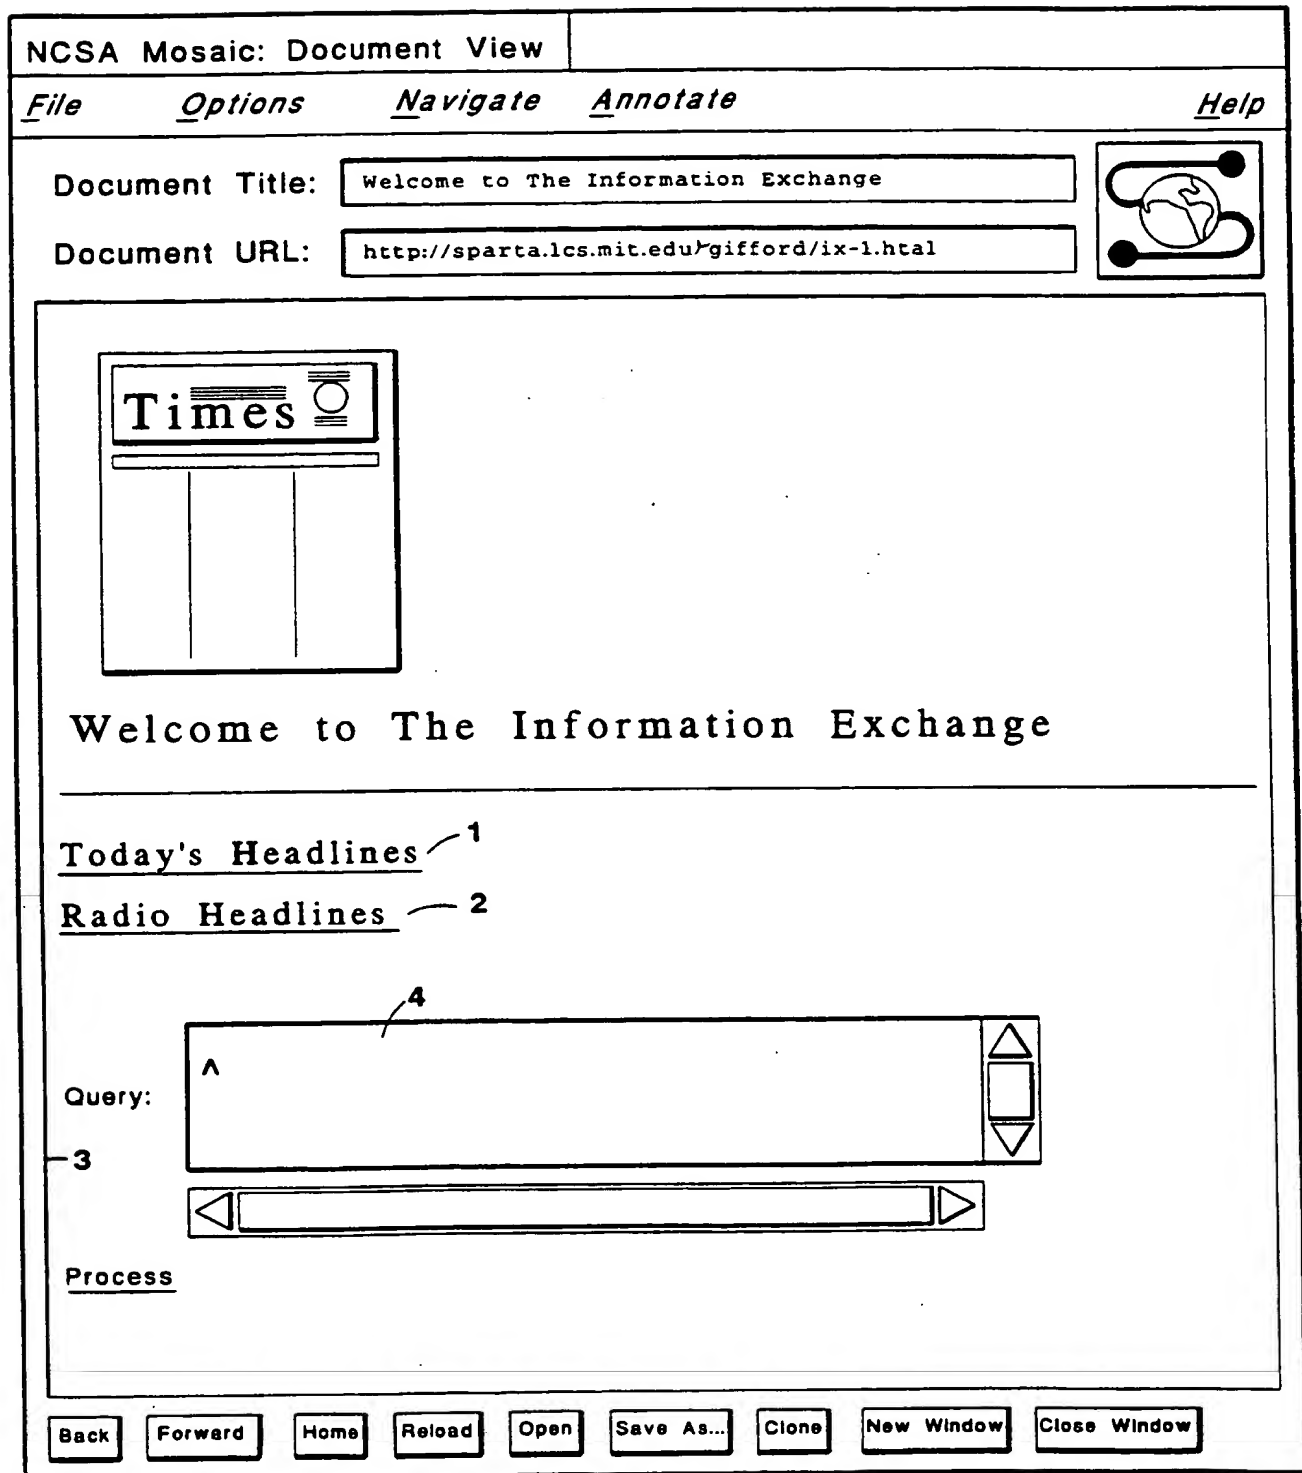 NCSA Mosaic: Document View
File Options Navigate Annotate Help
Document Title: Welcome to The Information Exchange
Document URL: http://sparta.lcs.mit.edu/~gifford/ix-1.htal
Times
Welcome to The Information Exchange
Today's Headlines 1
Radio Headlines 2
4
^
Query:
3
Process
Back Forward Home Reload Open Save As... Clone New Window Close Window